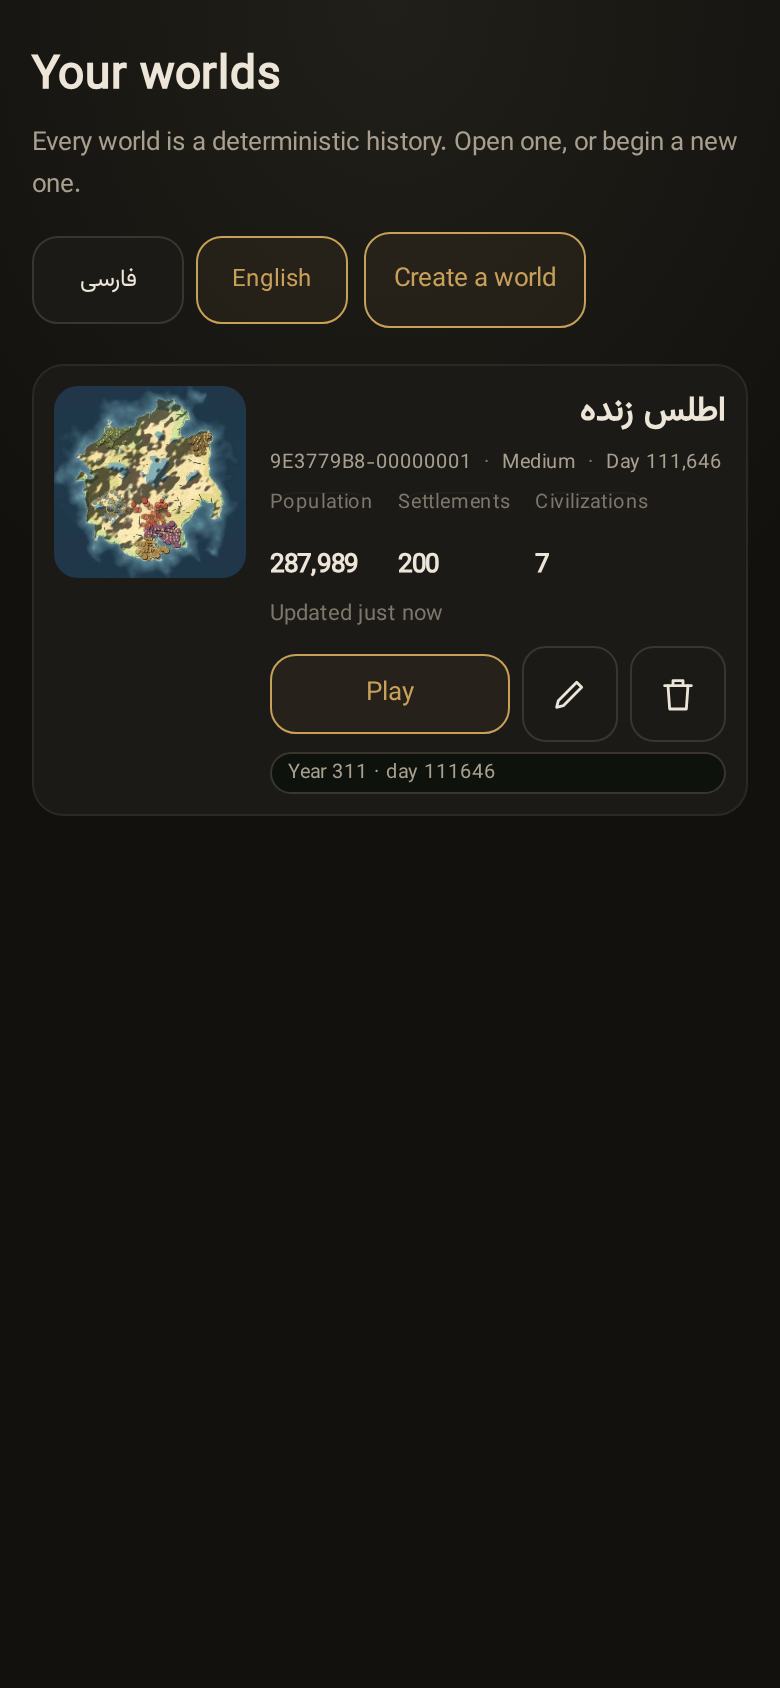 Your worlds
Every world is a deterministic history. Open one, or begin a new
one.
فارسی English Create a world
اطلس زنده
9E3779B8-00000001 · Medium · Day 111,646
Population Settlements Civilizations
287,989 200 7
Updated just now
Play
Year 311 · day 111646